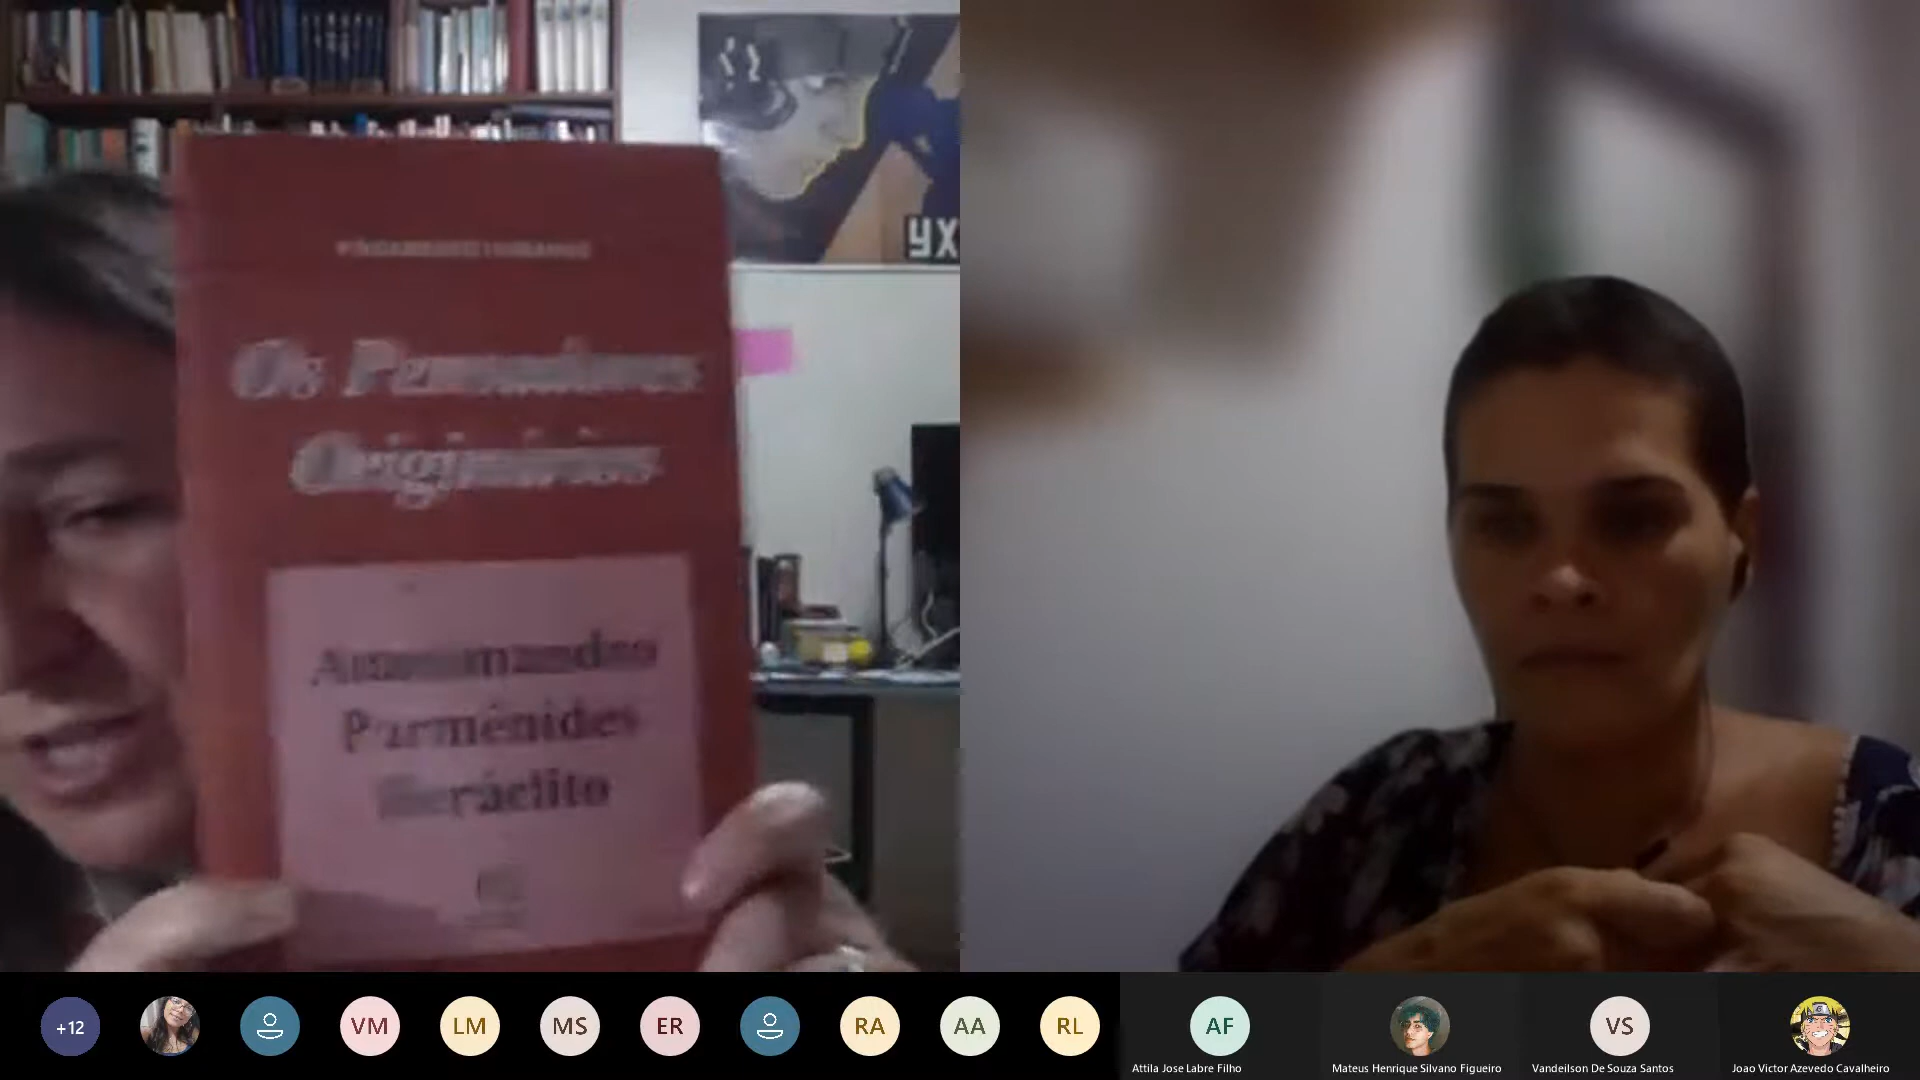 Os Pensadores
Originários
Anaximandro
Parmênides
Heráclito
УХ
+12
VM
LM
MS
ER
RA
AA
RL
AF
VS
Attila Jose Labre Filho
Mateus Henrique Silvano Figueiro
Vandeilson De Souza Santos
Joao Victor Azevedo Cavalheiro